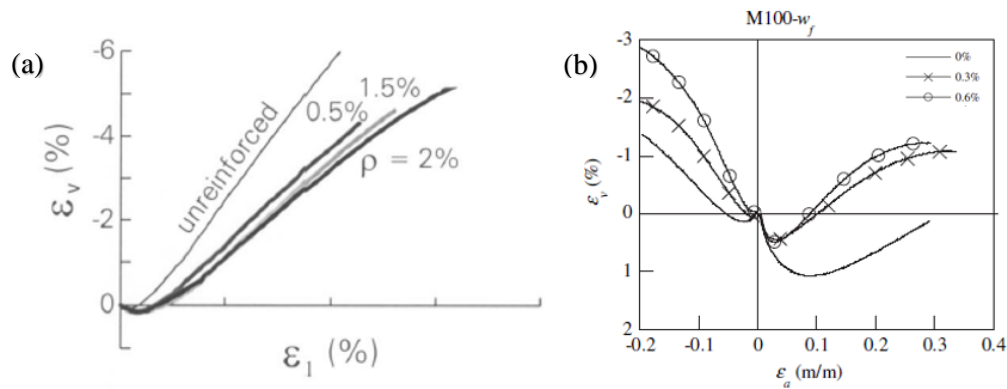 (a)
-6
-4
-2
0
ε_v (%)
unreinforced
0.5%
1.5%
ρ = 2%
ε_1 (%)
(b)
M100-w_f
-3
-2
-1
0
1
2
ε_v (%)
0%
0.3%
0.6%
-0.2 -0.1 0 0.1 0.2 0.3 0.4
ε_a (m/m)